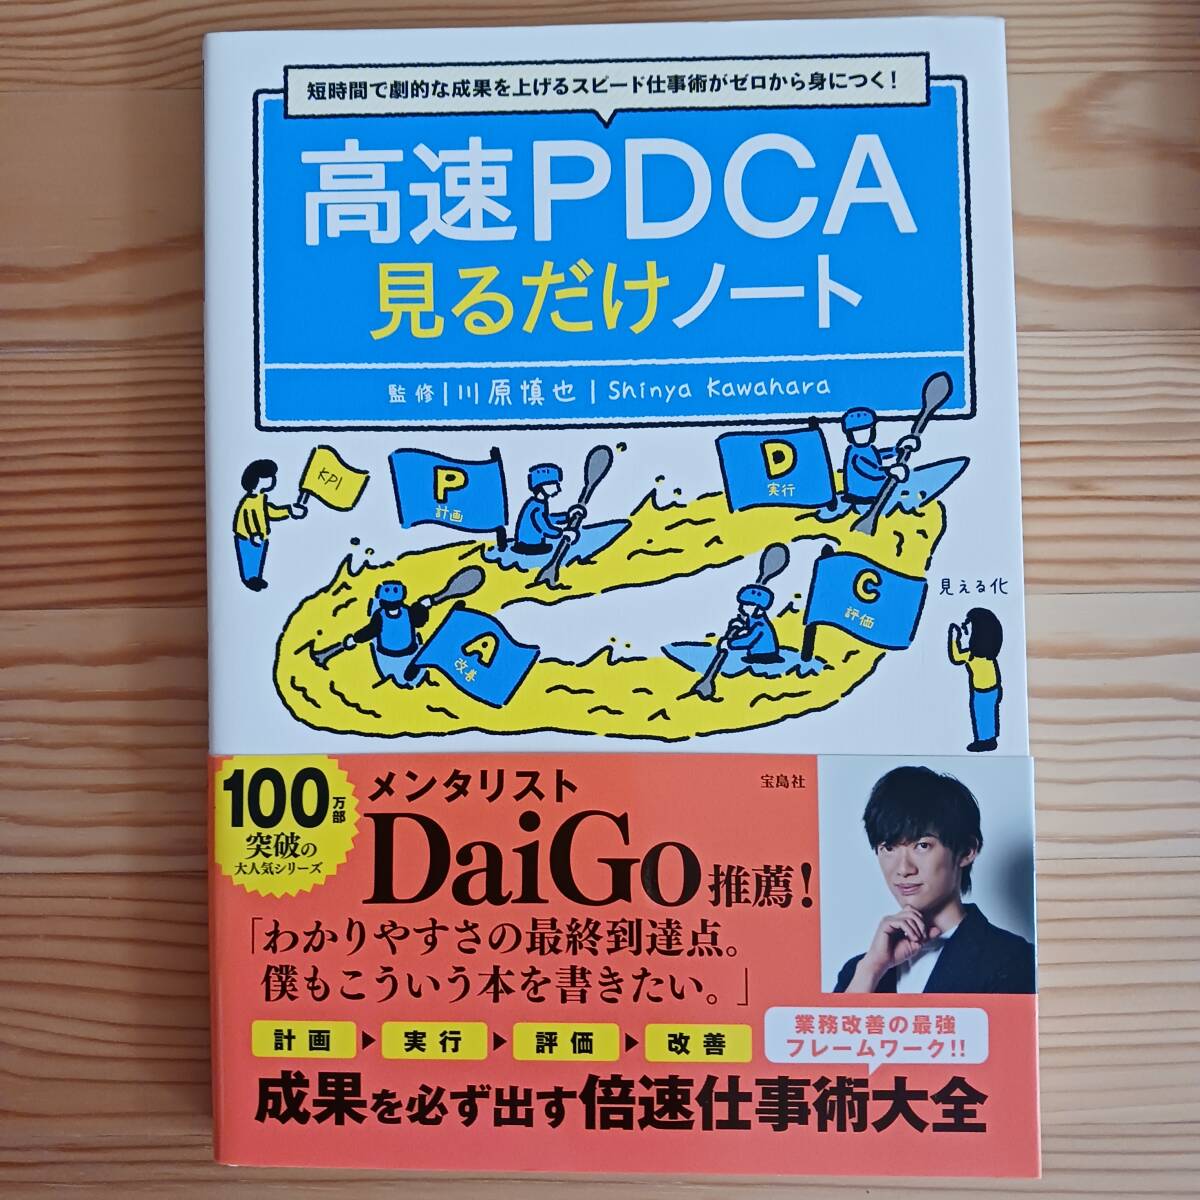 短時間で劇的な成果を上げるスピード仕事術がゼロから身につく!
高速PDCA
見るだけノート
監修|川原慎也|Shinya Kawahara
KPI
P
計画
D
実行
C
評価
A
改善
見える化
100万部
突破の
大人気シリーズ
メンタリスト
DaiGo推薦!
宝島社
「わかりやすさの最終到達点。
僕もこういう本を書きたい。」
計画▶実行▶評価▶改善
業務改善の最強
フレームワーク!!
成果を必ず出す倍速仕事術大全